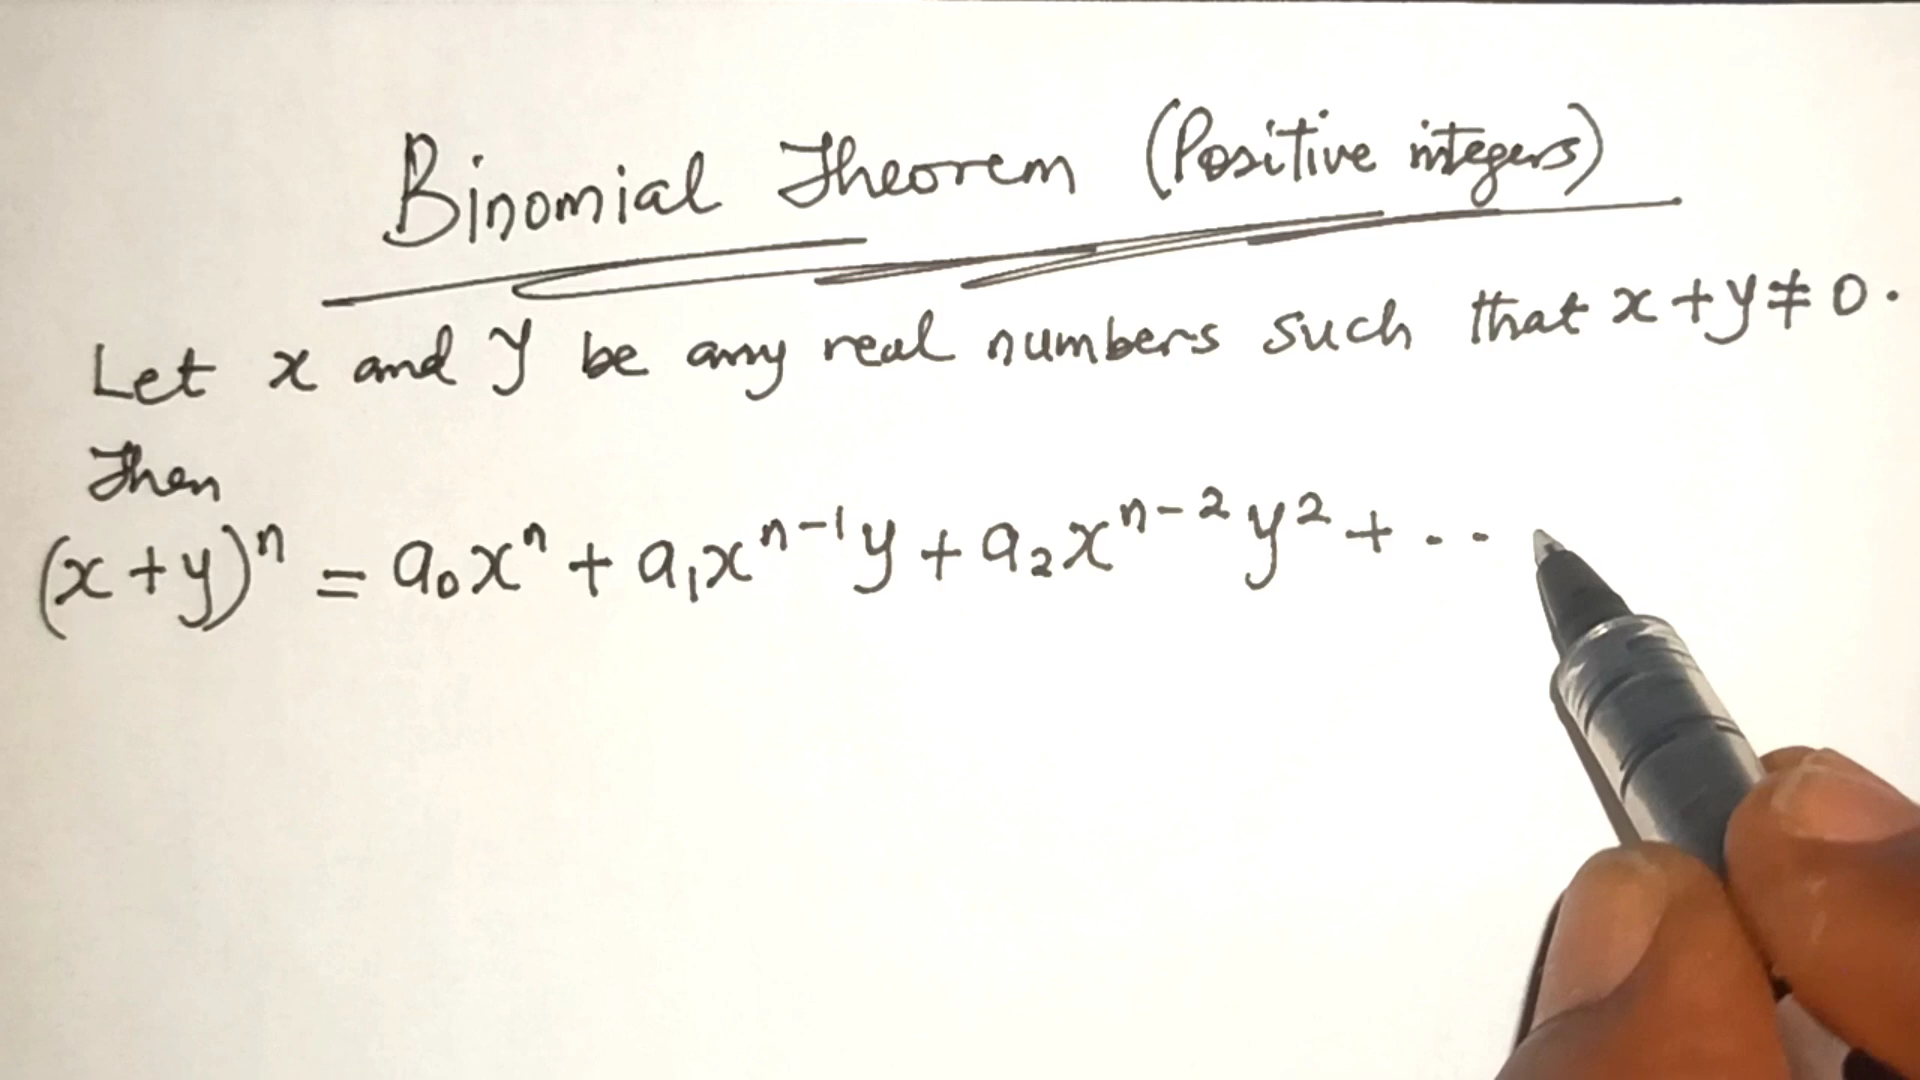 Binomial Theorem (Positive integers)
Let x and y be any real numbers such that x + y ≠ 0.
Then
(x + y)ⁿ = a₀xⁿ + a₁xⁿ⁻¹y + a₂xⁿ⁻²y² + ..